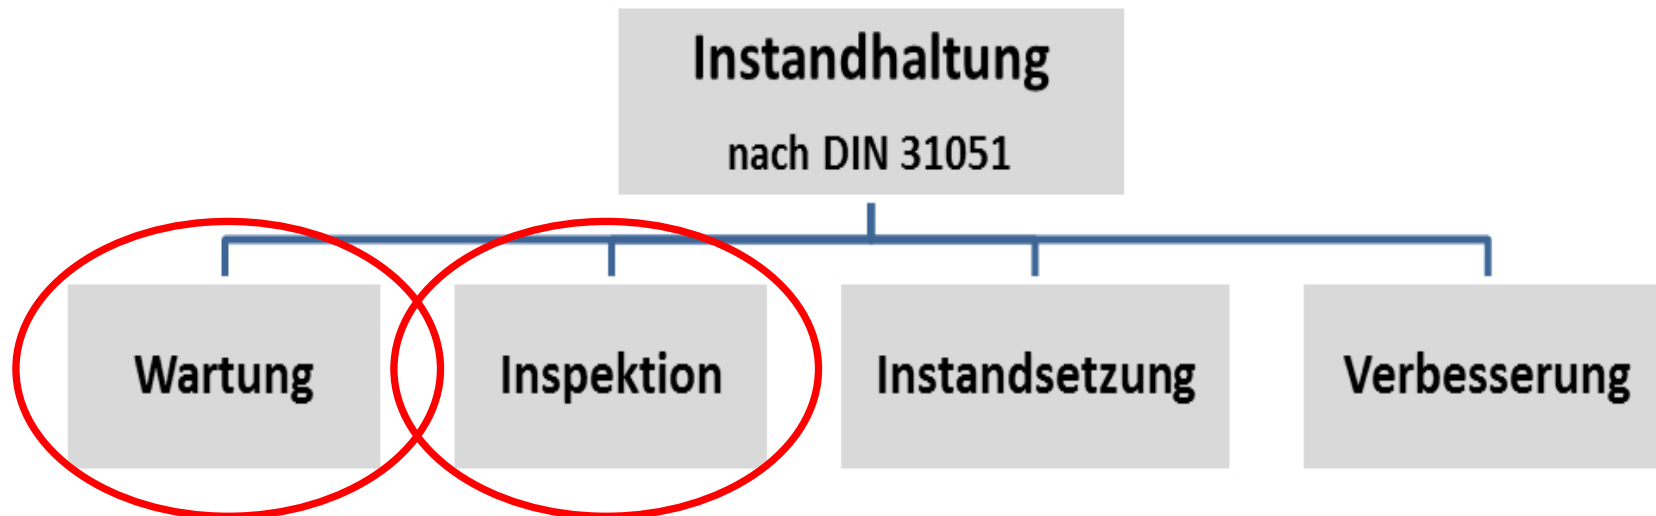 Instandhaltung
nach DIN 31051
Wartung
Inspektion
Instandsetzung
Verbesserung